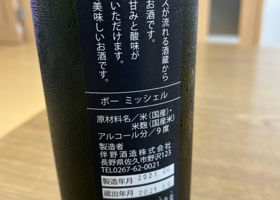 スが流れる酒蔵から
お酒です。
甘みと酸味が
いただけます。
美味しいお酒です。
ボー ミッシェル
原材料名／米（国産）・
米麹（国産米）
アルコール分／9度
製造者
伴野酒造株式会社
長野県佐久市野沢123
TEL0267-62-0021
製造年月 2021
蔵出年月 2021